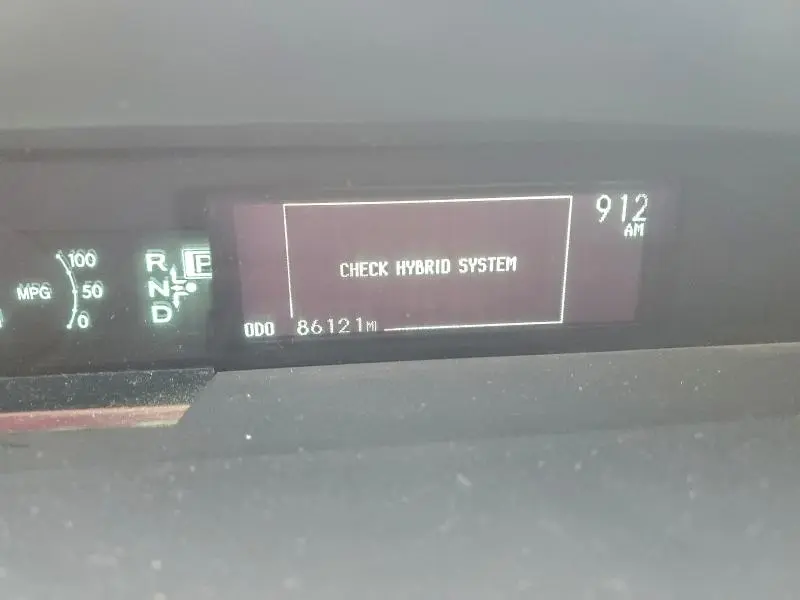 912
AM
100
MPG
50
0
R
P
N
D
CHECK HYBRID SYSTEM
ODO 86121 MI